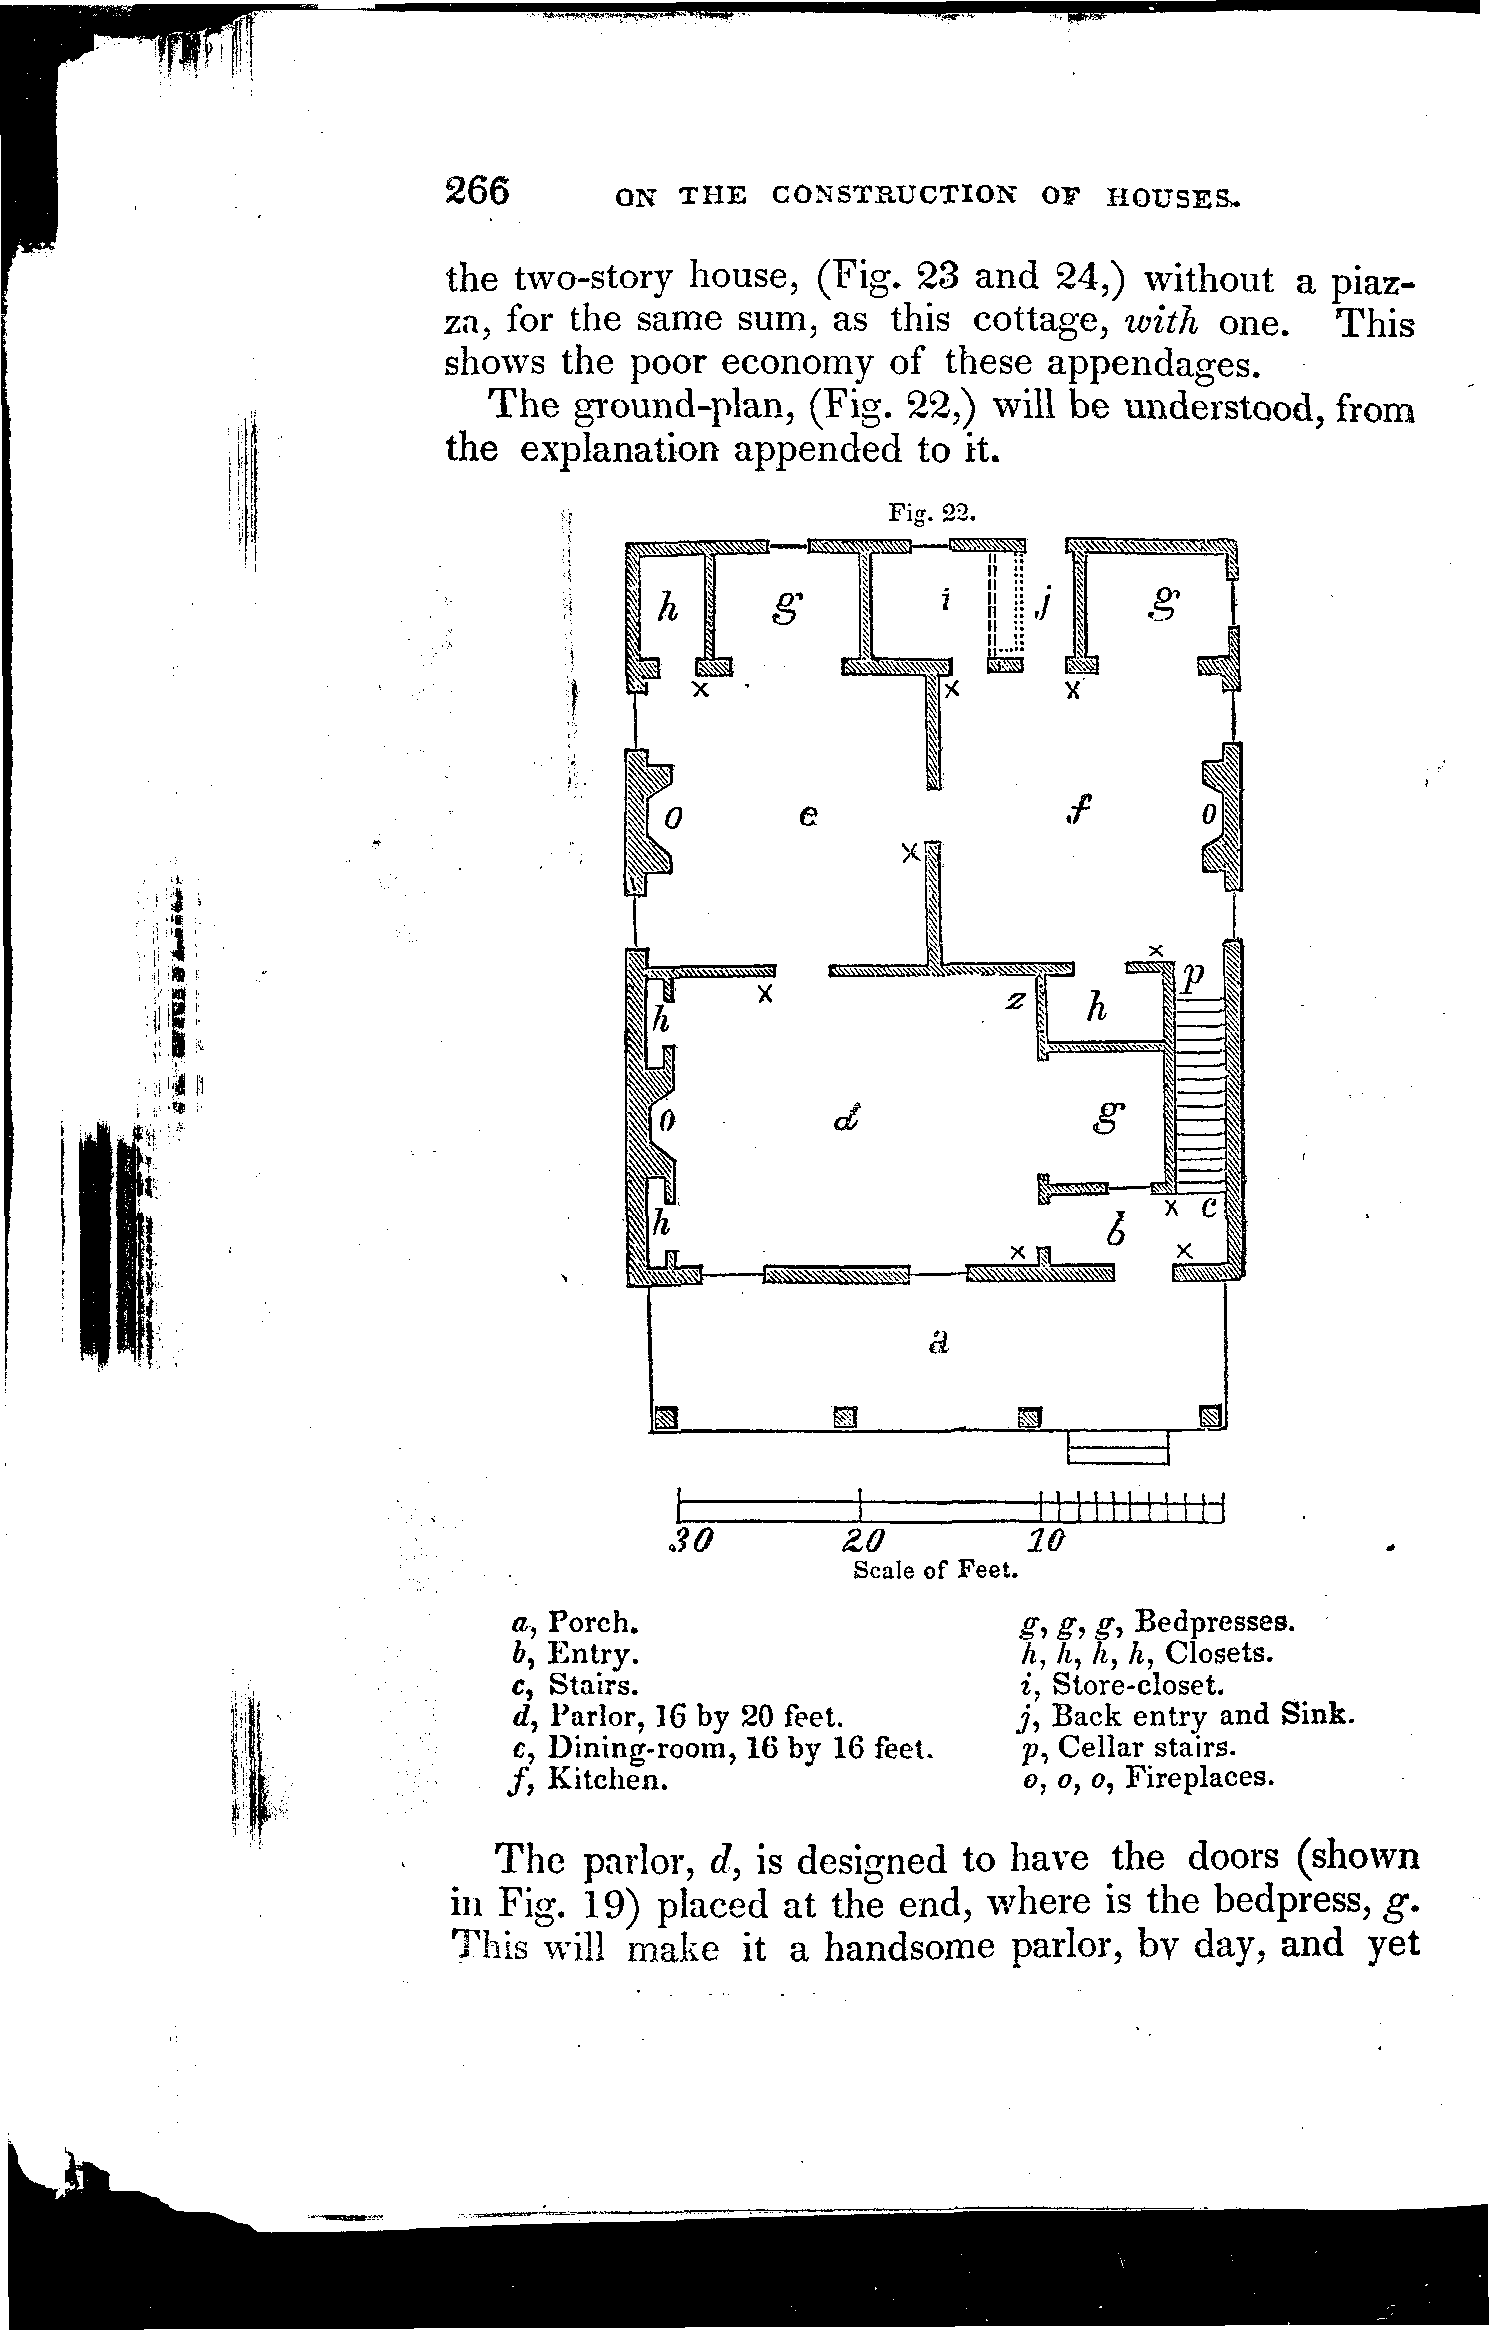 266 ON THE CONSTRUCTION OF HOUSES.
the two-story house, (Fig. 23 and 24,) without a piaz-
za, for the same sum, as this cottage, with one. This
shows the poor economy of these appendages.
The ground-plan, (Fig. 22,) will be understood, from
the explanation appended to it.
Fig. 22.
h g i j g
x x x
o e f o
x
x
x z h p
h
o d g
h b x c
x x
a
30 20 10
Scale of Feet.
a, Porch.
b, Entry.
c, Stairs.
d, Parlor, 16 by 20 feet.
e, Dining-room, 16 by 16 feet.
f, Kitchen.
g, g, g, Bedpresses.
h, h, h, h, Closets.
i, Store-closet.
j, Back entry and Sink.
p, Cellar stairs.
o, o, o, Fireplaces.
The parlor, d, is designed to have the doors (shown
in Fig. 19) placed at the end, where is the bedpress, g.
This will make it a handsome parlor, by day, and yet